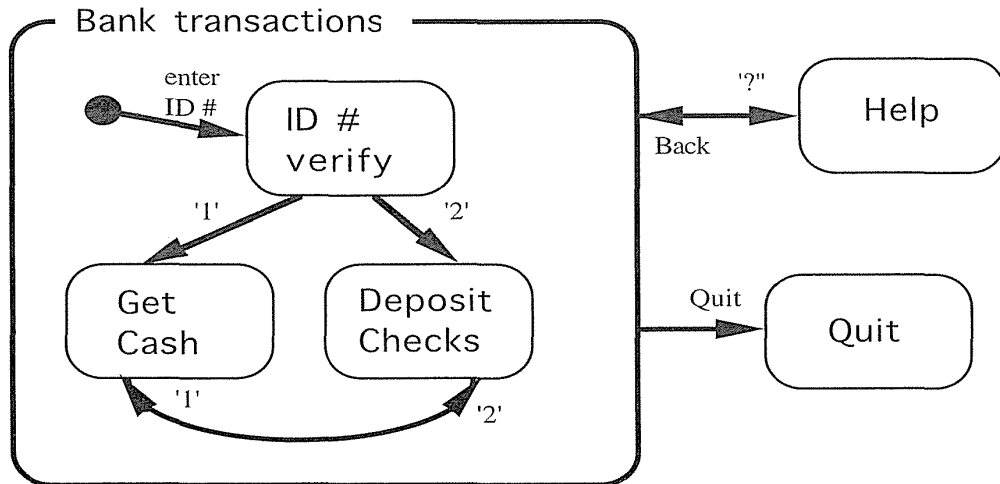 Bank transactions
enter
ID #
ID #
verify
'1'
'2'
Get
Cash
Deposit
Checks
'1'
'2'
'?"
Back
Help
Quit
Quit